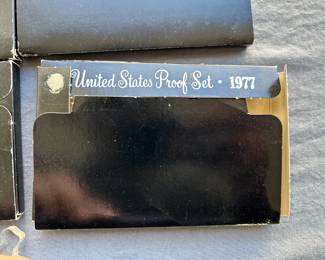 United States Proof Set · 1977